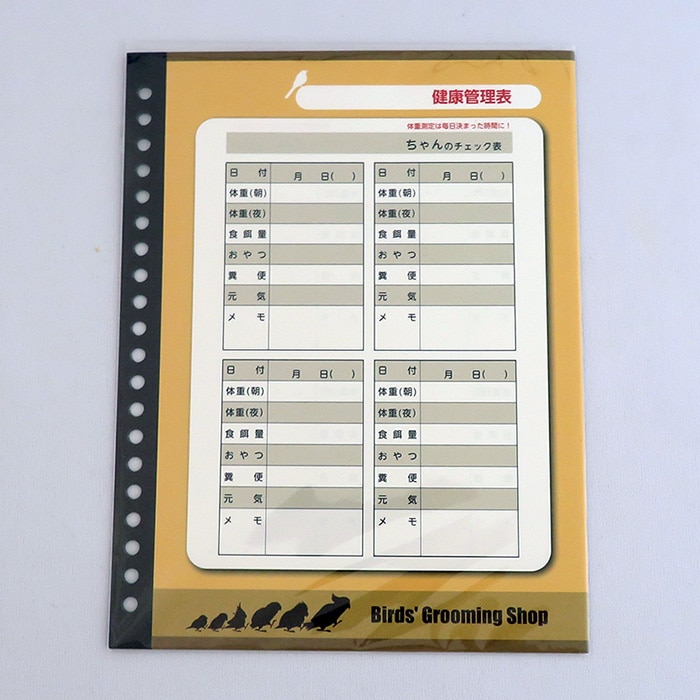 健康管理表
体重測定は毎日決まった時間に！
ちゃんのチェック表
日 付 月 日( )
体重(朝)
体重(夜)
食 餌 量
お や つ
糞 便
元 気
メ モ
日 付 月 日( )
体重(朝)
体重(夜)
食 餌 量
お や つ
糞 便
元 気
メ モ
日 付 月 日( )
体重(朝)
体重(夜)
食 餌 量
お や つ
糞 便
元 気
メ モ
日 付 月 日( )
体重(朝)
体重(夜)
食 餌 量
お や つ
糞 便
元 気
メ モ
Birds' Grooming Shop